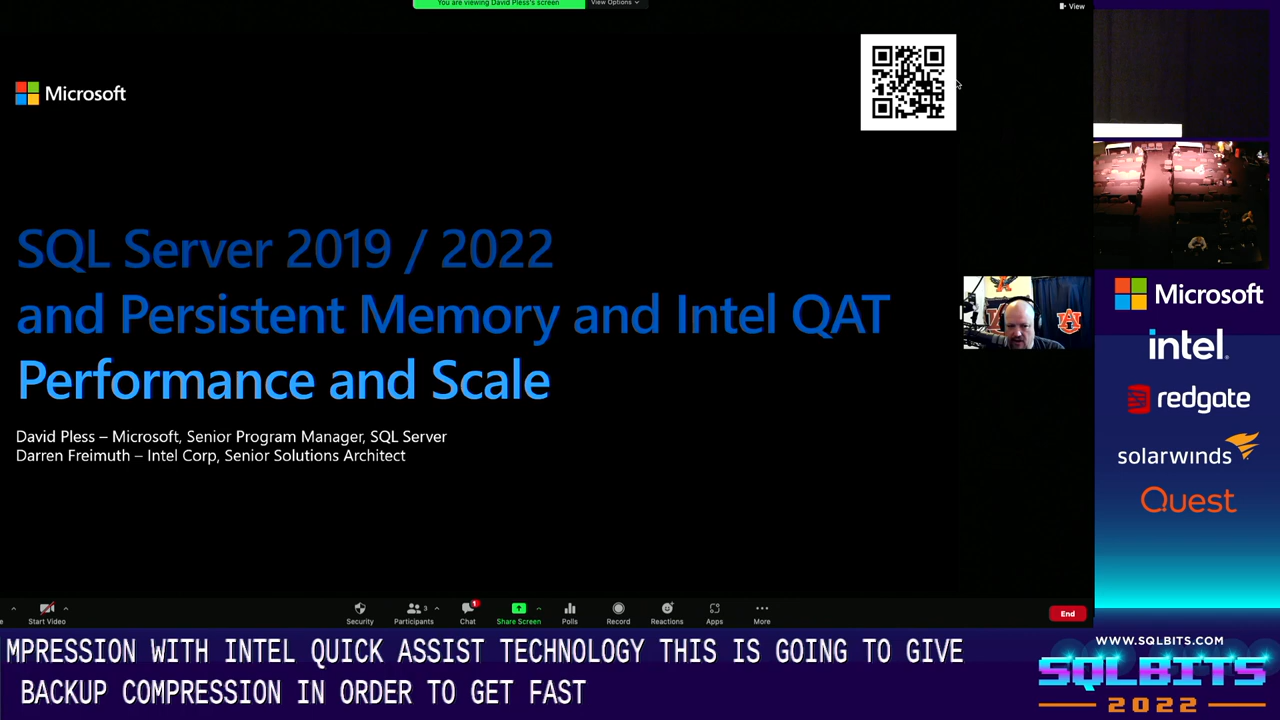 You are viewing David Pless's screen
View Options
View
Microsoft
SQL Server 2019 / 2022
and Persistent Memory and Intel QAT
Performance and Scale
David Pless – Microsoft, Senior Program Manager, SQL Server
Darren Freimuth – Intel Corp, Senior Solutions Architect
Microsoft
intel.
redgate
solarwinds
Quest
Start Video
Security
3
Participants
1
Chat
Share Screen
Polls
Record
Reactions
Apps
More
End
MPRESSION WITH INTEL QUICK ASSIST TECHNOLOGY THIS IS GOING TO GIVE
BACKUP COMPRESSION IN ORDER TO GET FAST
WWW.SQLBITS.COM
SQLBITS
2022